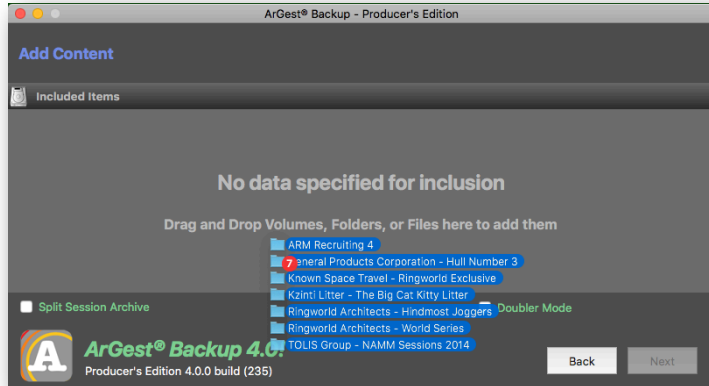 ArGest® Backup - Producer's Edition
Add Content
Included Items
No data specified for inclusion
Drag and Drop Volumes, Folders, or Files here to add them
ARM Recruiting 4
7
eneral Products Corporation - Hull Number 3
Known Space Travel - Ringworld Exclusive
Kzinti Litter - The Big Cat Kitty Litter
Split Session Archive
Doubler Mode
Ringworld Architects - Hindmost Joggers
Ringworld Architects - World Series
TOLIS Group - NAMM Sessions 2014
ArGest® Backup 4.0
Producer's Edition 4.0.0 build (235)
Back
Next